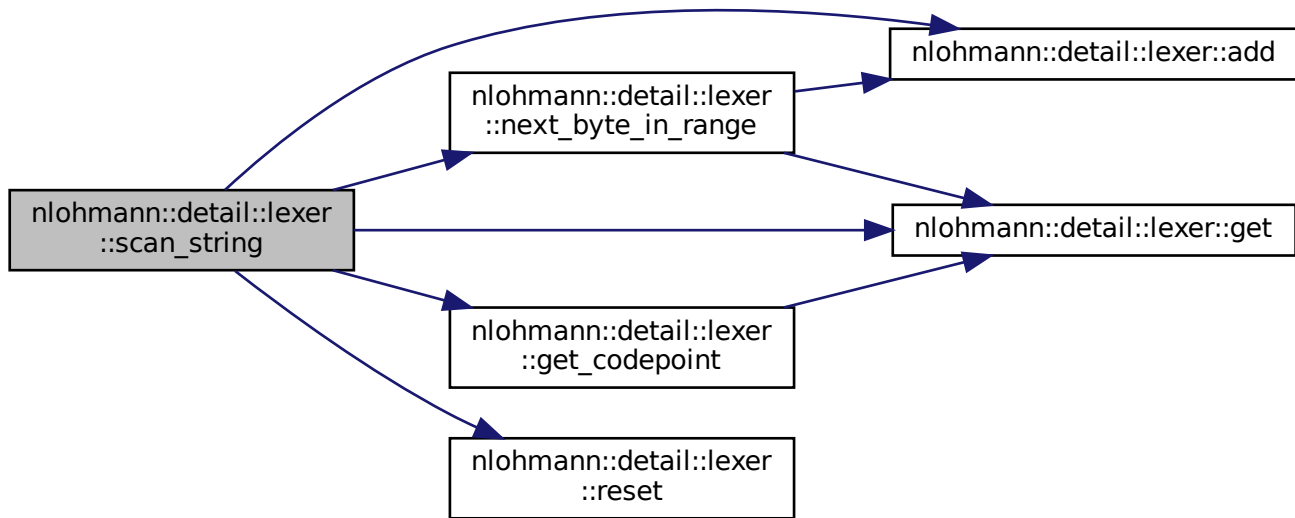 nlohmann::detail::lexer::add
nlohmann::detail::lexer
::next_byte_in_range
nlohmann::detail::lexer
::scan_string
nlohmann::detail::lexer::get
nlohmann::detail::lexer
::get_codepoint
nlohmann::detail::lexer
::reset